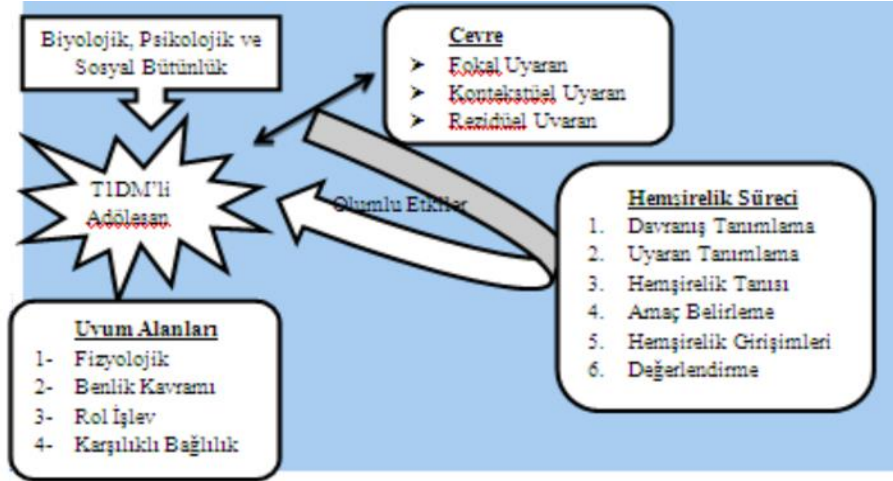 Biyolojik, Psikolojik ve
Sosyal Bütünlük
Çevre
➤ Fokal Uyaran
➤ Kontekstüel Uyaran
➤ Rezidüel Uyaran
T1DM'li
Adölesan
Olumlu Etkiler
Hemşirelik Süreci
1. Davranış Tanımlama
2. Uyaran Tanımlama
3. Hemşirelik Tanısı
4. Amaç Belirleme
5. Hemşirelik Girişimleri
6. Değerlendirme
Uyum Alanları
1- Fizyolojik
2- Benlik Kavramı
3- Rol İşlev
4- Karşılıklı Bağlılık